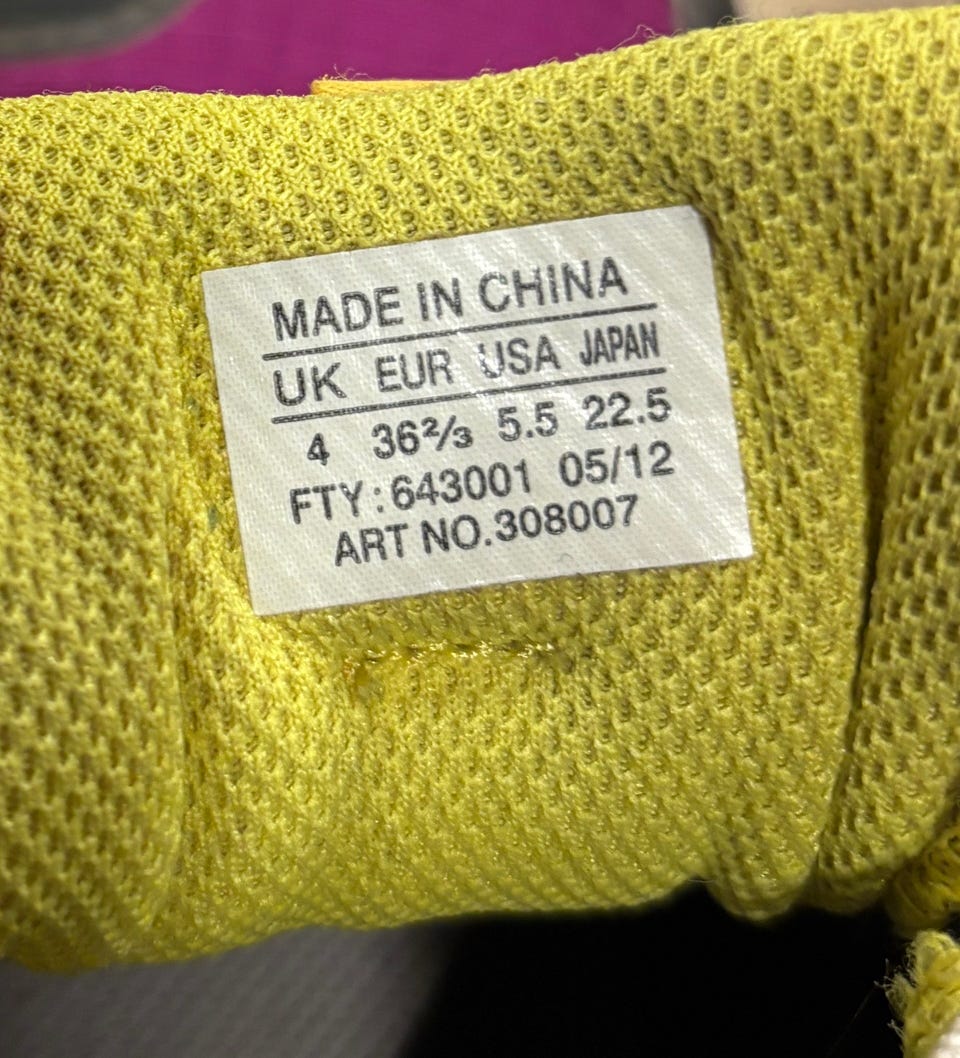 MADE IN CHINA
UK EUR USA JAPAN
4 36²/₃ 5.5 22.5
FTY:643001 05/12
ART NO.308007